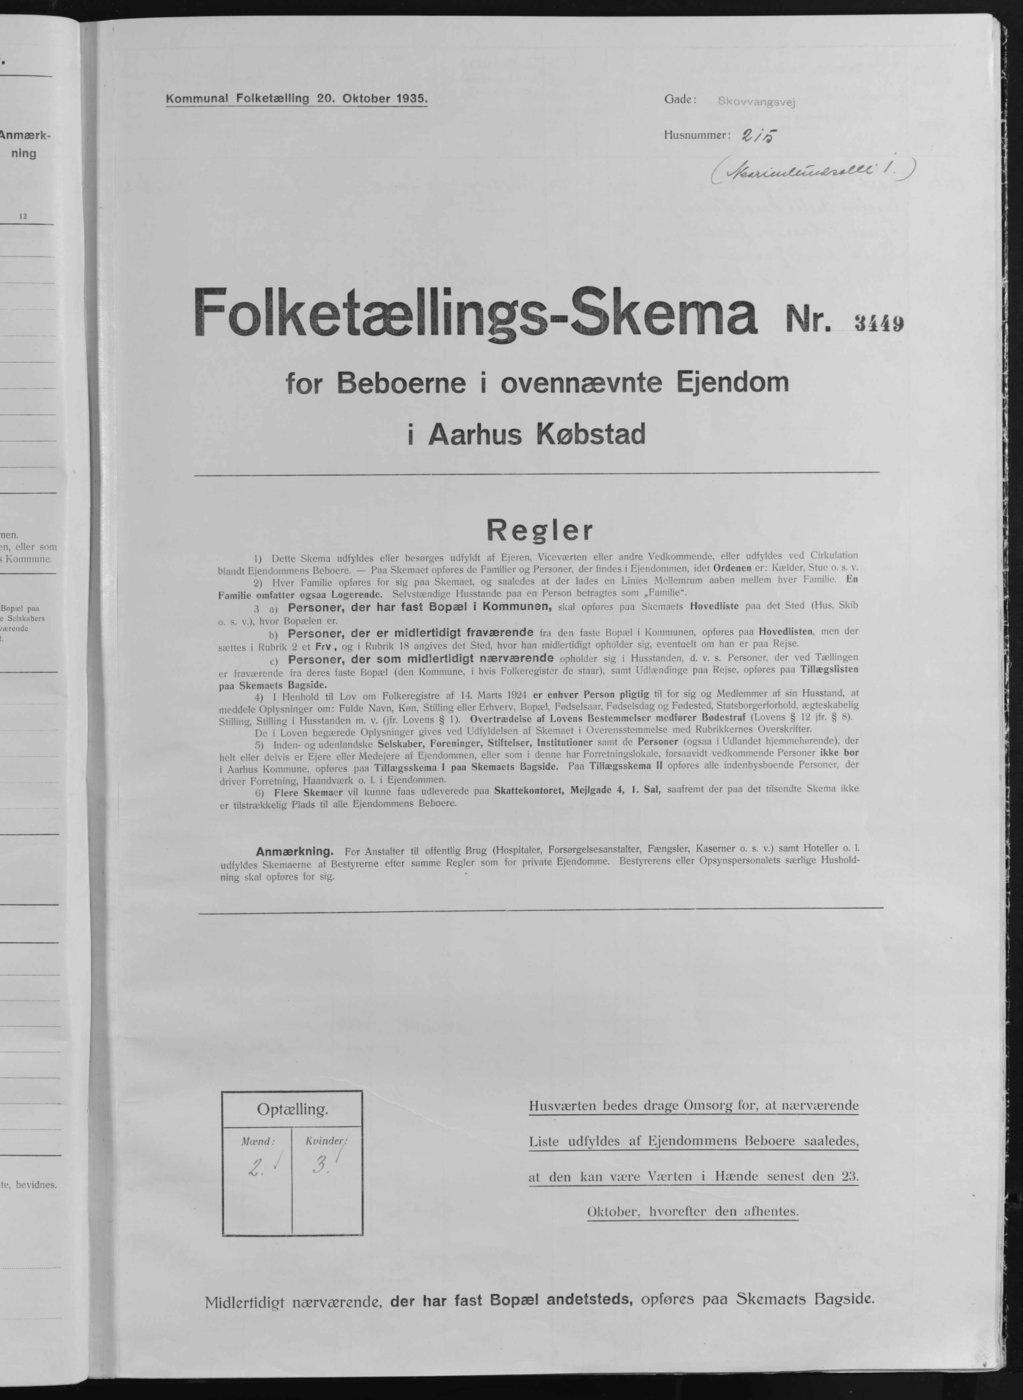 .
Anmærk-
ning
12
men.
en, eller som
s Kommune.
Bopæl paa
e Selskabers
værende
t.
te, bevidnes.
Kommunal Folketælling 20. Oktober 1935.
Gade: Skovvangsvej
Husnummer: 215
(Marienlundsallé 1.)
Folketællings-Skema Nr. 3449
for Beboerne i ovennævnte Ejendom
i Aarhus Købstad
Regler
1) Dette Skema udfyldes eller besørges udfyldt af Ejeren, Viceværten eller andre Vedkommende, eller udfyldes ved Cirkulation
blandt Ejendommens Beboere. — Paa Skemaet opføres de Familier og Personer, der findes i Ejendommen, idet Ordenen er: Kælder, Stue o. s. v.
2) Hver Familie opføres for sig paa Skemaet, og saaledes at der lades en Linies Mellemrum aaben mellem hver Familie. En
Familie omfatter ogsaa Logerende. Selvstændige Husstande paa en Person betragtes som „Familie“.
3 a) Personer, der har fast Bopæl i Kommunen, skal opføres paa Skemaets Hovedliste paa det Sted (Hus, Skib
o. s. v.), hvor Bopælen er.
b) Personer, der er midlertidigt fraværende fra den faste Bopæl i Kommunen, opføres paa Hovedlisten, men der
sættes i Rubrik 2 et Frv, og i Rubrik 18 angives det Sted, hvor han midlertidigt opholder sig, eventuelt om han er paa Rejse.
c) Personer, der som midlertidigt nærværende opholder sig i Husstanden, d. v. s. Personer, der ved Tællingen
er fraværende fra deres faste Bopæl (den Kommune, i hvis Folkeregister de staar), samt Udlændinge paa Rejse, opføres paa Tillægslisten
paa Skemaets Bagside.
4) I Henhold til Lov om Folkeregistre af 14. Marts 1924 er enhver Person pligtig til for sig og Medlemmer af sin Husstand, at
meddele Oplysninger om: Fulde Navn, Køn, Stilling eller Erhverv, Bopæl, Fødselsaar, Fødselsdag og Fødested, Statsborgerforhold, ægteskabelig
Stilling, Stilling i Husstanden m. v. (jfr. Lovens § 1). Overtrædelse af Lovens Bestemmelser medfører Bødestraf (Lovens § 12 jfr. § 8).
De i Loven begærede Oplysninger gives ved Udfyldelsen af Skemaet i Overensstemmelse med Rubrikkernes Overskrifter.
5) Inden- og udenlandske Selskaber, Foreninger, Stiftelser, Institutioner samt de Personer (ogsaa i Udlandet hjemmehørende), der
helt eller delvis er Ejere eller Medejere af Ejendommen, eller som i denne har Forretningslokale, forsaavidt vedkommende Personer ikke bor
i Aarhus Kommune, opføres paa Tillægsskema I paa Skemaets Bagside. Paa Tillægsskema II opføres alle indenbysboende Personer, der
driver Forretning, Haandværk o. l. i Ejendommen.
6) Flere Skemaer vil kunne faas udleverede paa Skattekontoret, Mejlgade 4, 1. Sal, saafremt der paa det tilsendte Skema ikke
er tilstrækkelig Plads til alle Ejendommens Beboere.
Anmærkning. For Anstalter til offentlig Brug (Hospitaler, Forsørgelsesanstalter, Fængsler, Kaserner o. s. v.) samt Hoteller o. l.
udfyldes Skemaerne af Bestyrerne efter samme Regler som for private Ejendomme. Bestyrerens eller Opsynspersonalets særlige Hushold-
ning skal opføres for sig.
Optælling.
Mænd: Kvinder:
2. 3.
Husværten bedes drage Omsorg for, at nærværende
Liste udfyldes af Ejendommens Beboere saaledes,
at den kan være Værten i Hænde senest den 23.
Oktober, hvorefter den afhentes.
Midlertidigt nærværende, der har fast Bopæl andetsteds, opføres paa Skemaets Bagside.